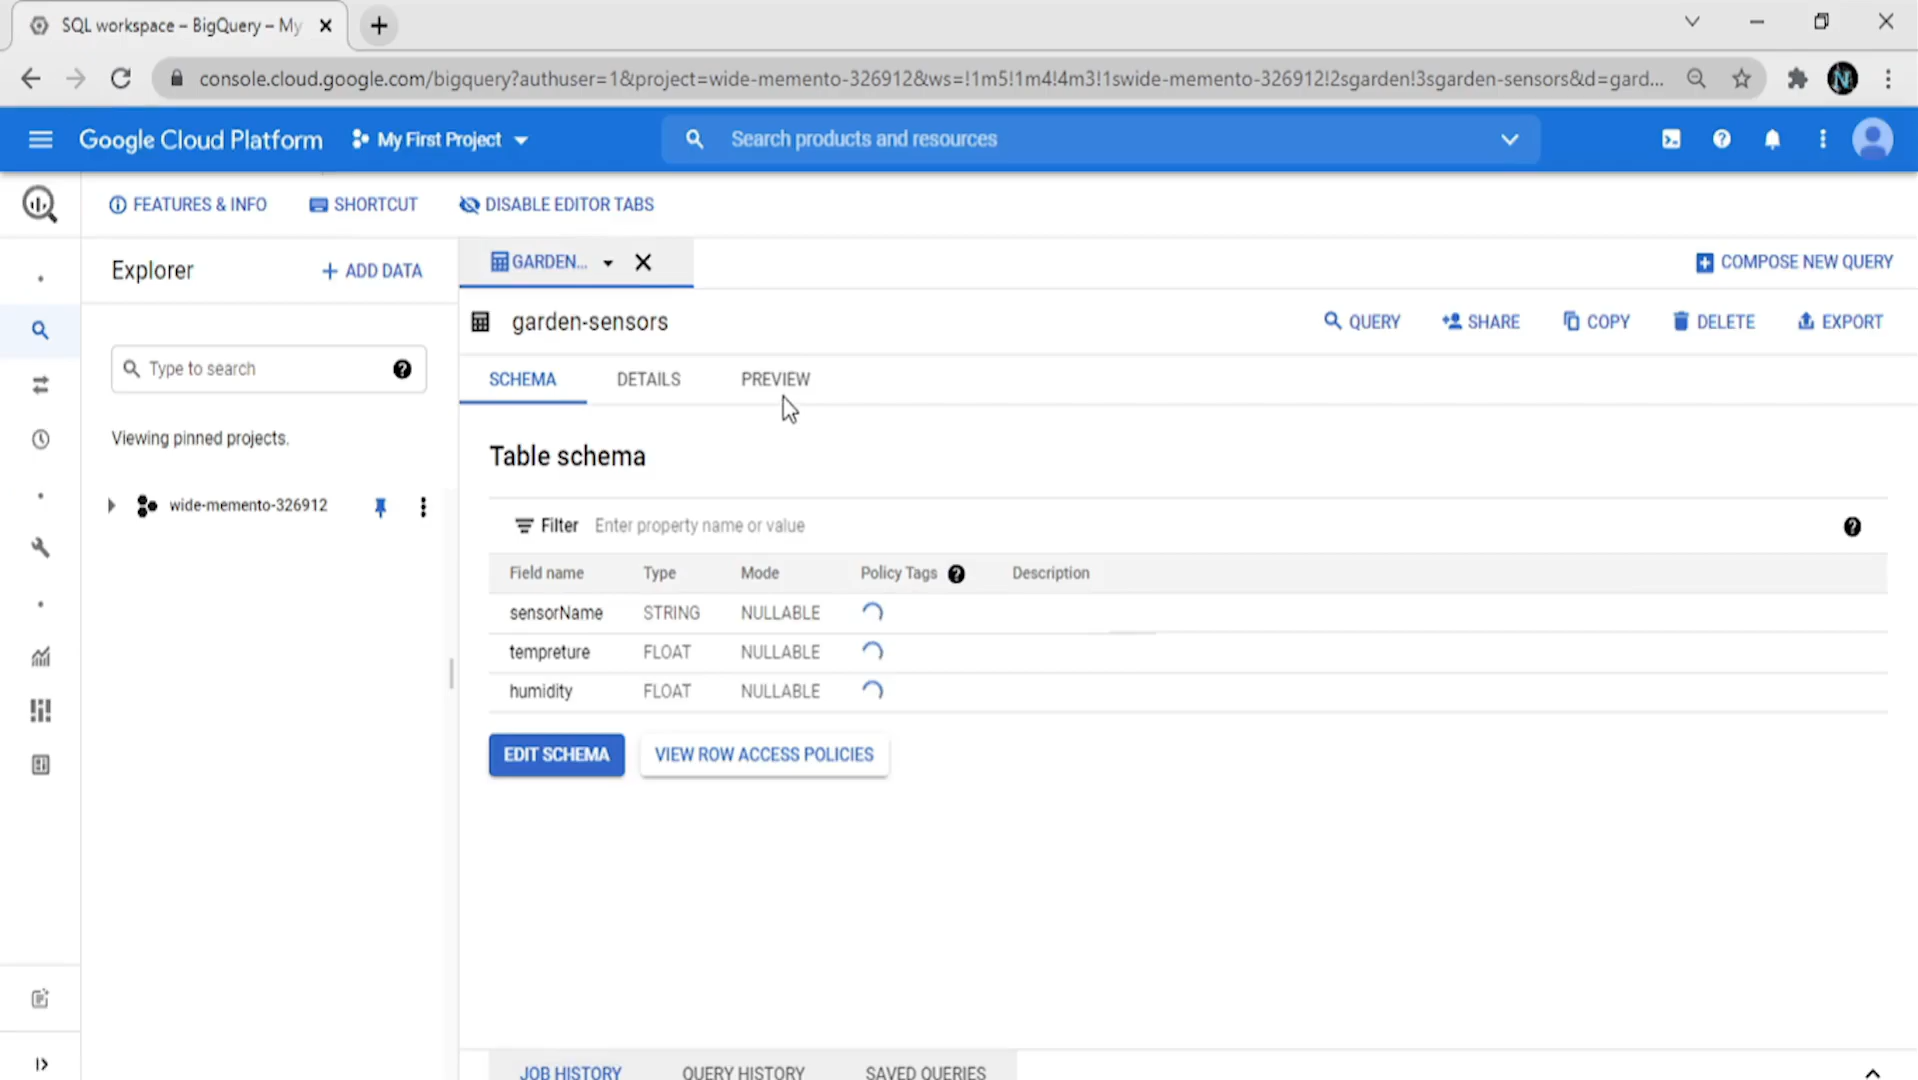 SQL workspace – BigQuery – My
console.cloud.google.com/bigquery?authuser=1&project=wide-memento-326912&ws=!1m5!1m4!4m3!1swide-memento-326912!2sgarden!3sgarden-sensors&d=gard...
Google Cloud Platform My First Project Search products and resources
FEATURES & INFO SHORTCUT DISABLE EDITOR TABS
Explorer + ADD DATA GARDEN... COMPOSE NEW QUERY
garden-sensors QUERY SHARE COPY DELETE EXPORT
Type to search
SCHEMA DETAILS PREVIEW
Viewing pinned projects.
Table schema
wide-memento-326912
Filter Enter property name or value
Field name Type Mode Policy Tags Description
sensorName STRING NULLABLE
tempreture FLOAT NULLABLE
humidity FLOAT NULLABLE
EDIT SCHEMA VIEW ROW ACCESS POLICIES
JOB HISTORY QUERY HISTORY SAVED QUERIES